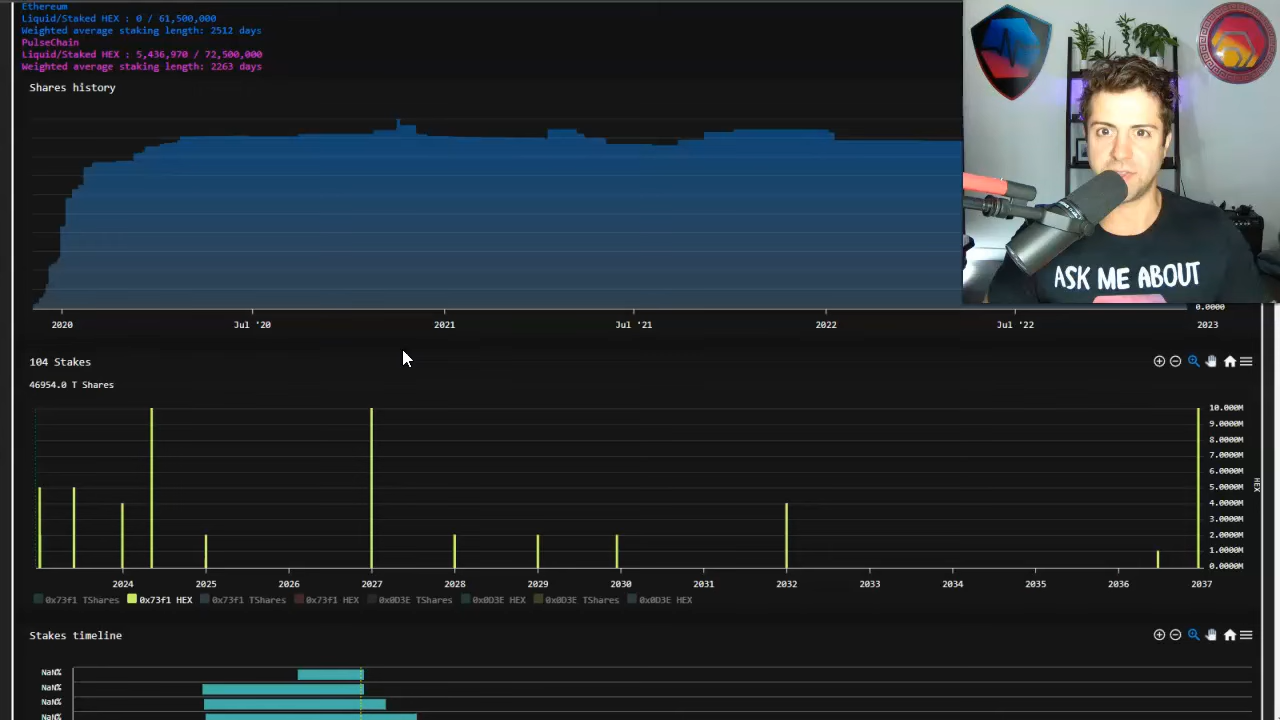 Ethereum
Liquid/Staked HEX : 0 / 61,500,000
Weighted average staking length: 2512 days
PulseChain
Liquid/Staked HEX : 5,436,970 / 72,500,000
Weighted average staking length: 2263 days
Shares history
ASK ME ABOUT
0.0000
2020 Jul '20 2021 Jul '21 2022 Jul '22 2023
104 Stakes
46954.0 T Shares
10.000M
9.0000M
8.0000M
7.0000M
6.0000M
5.0000M
4.0000M
3.0000M
2.0000M
1.0000M
0.0000M
HEX
2024 2025 2026 2027 2028 2029 2030 2031 2032 2033 2034 2035 2036 2037
0x73f1 TShares 0x73f1 HEX 0x73f1 TShares 0x73f1 HEX 0x0D3E TShares 0x0D3E HEX 0x0D3E TShares 0x0D3E HEX
Stakes timeline
NaN%
NaN%
NaN%
NaN%